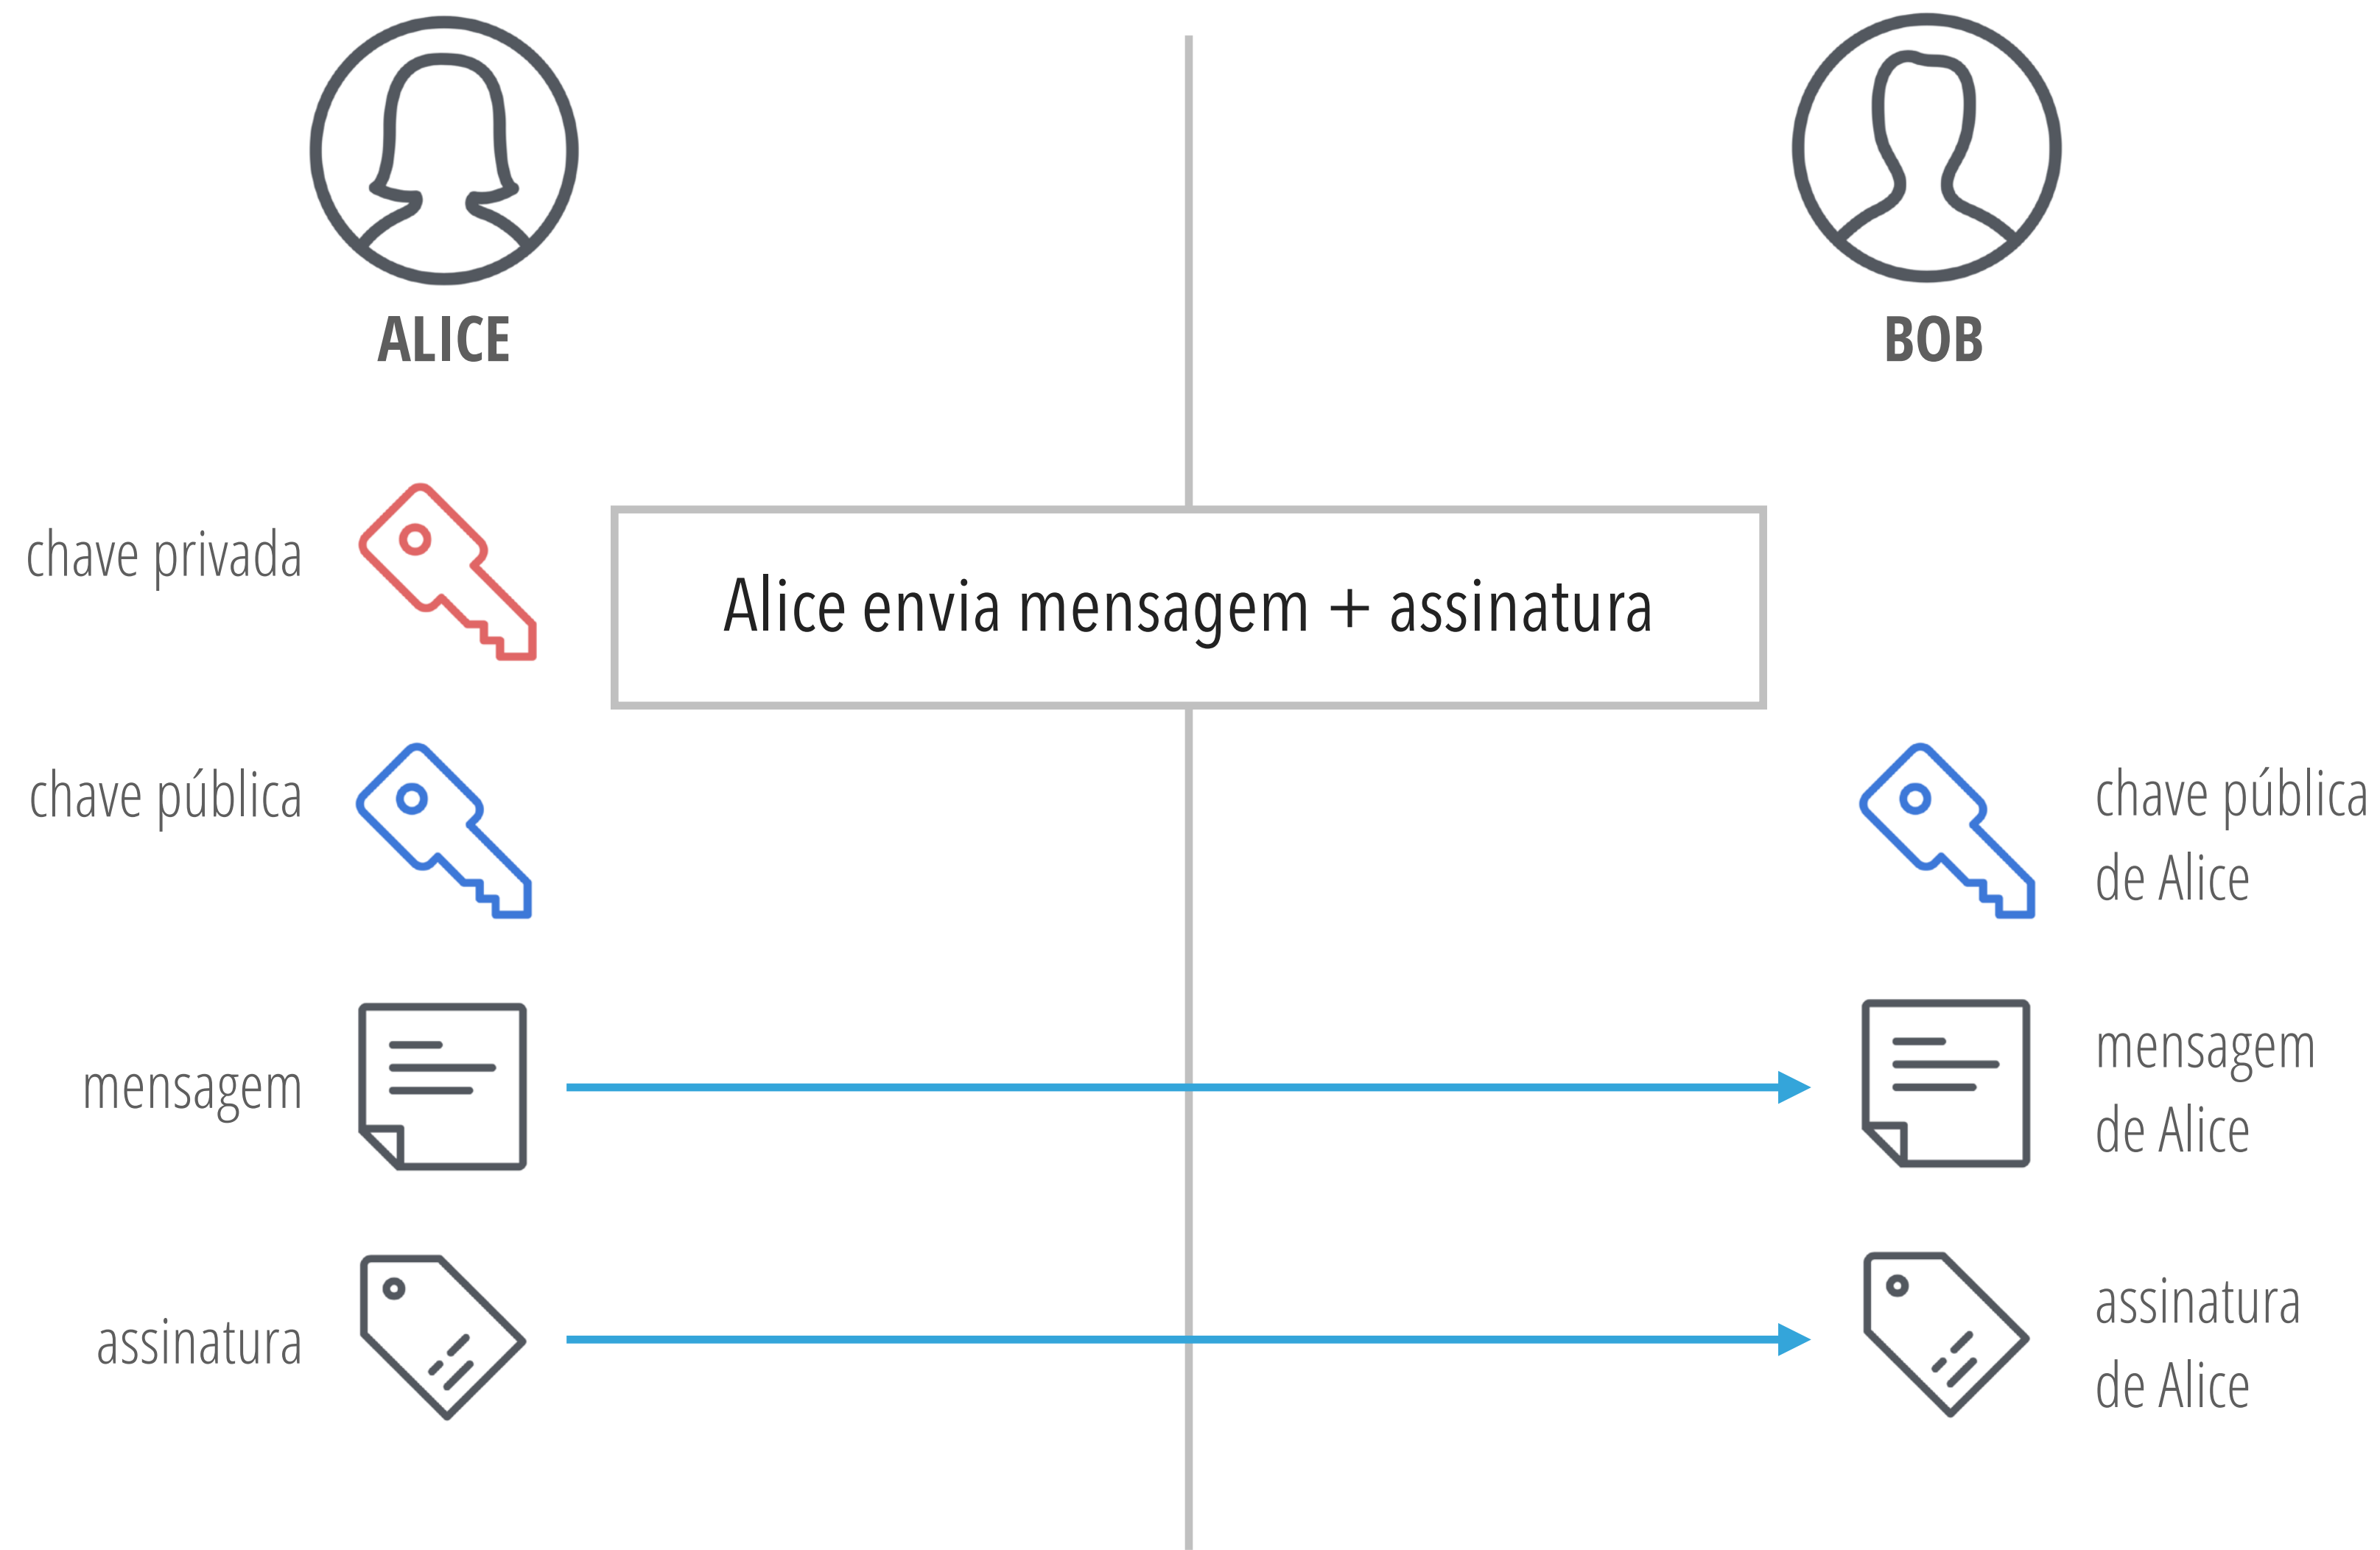 ALICE
BOB
chave privada
Alice envia mensagem + assinatura
chave pública
chave pública
de Alice
mensagem
mensagem
de Alice
assinatura
assinatura
de Alice